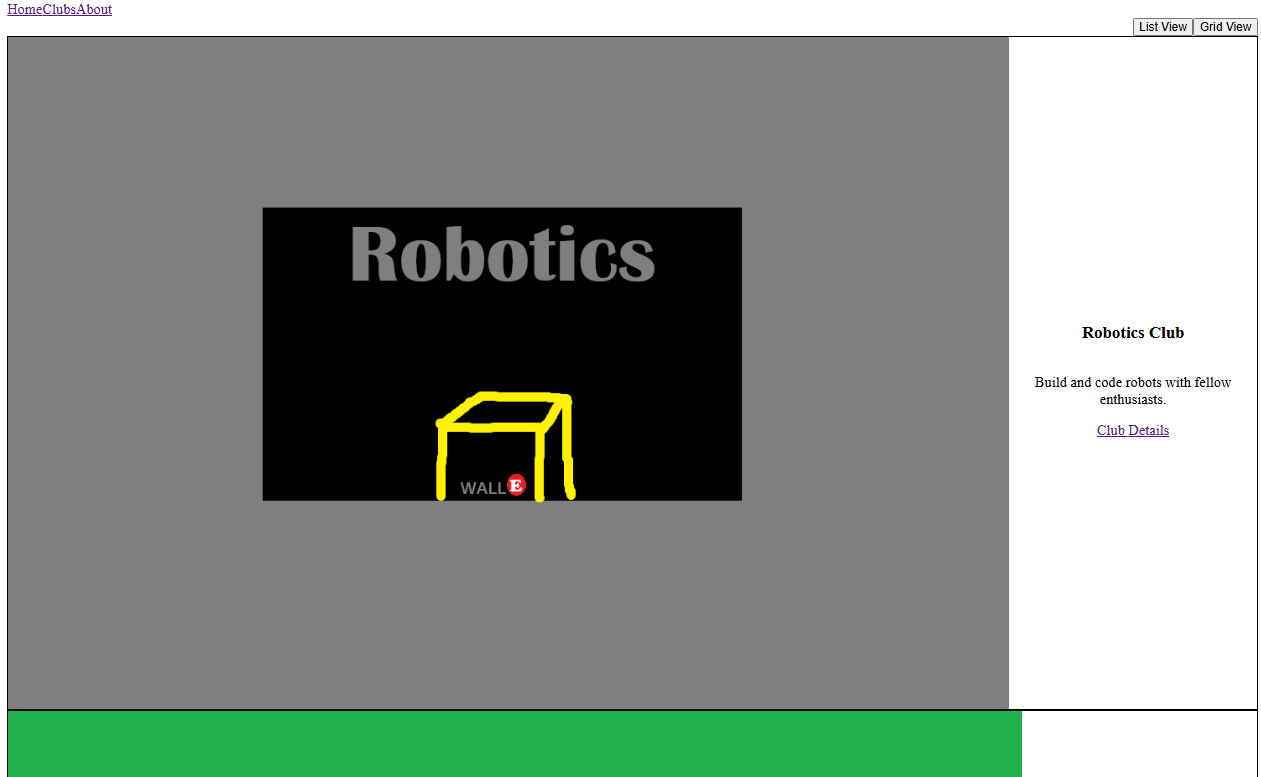 HomeClubsAbout
List View Grid View
Robotics
WALL E
Robotics Club
Build and code robots with fellow
enthusiasts.
Club Details